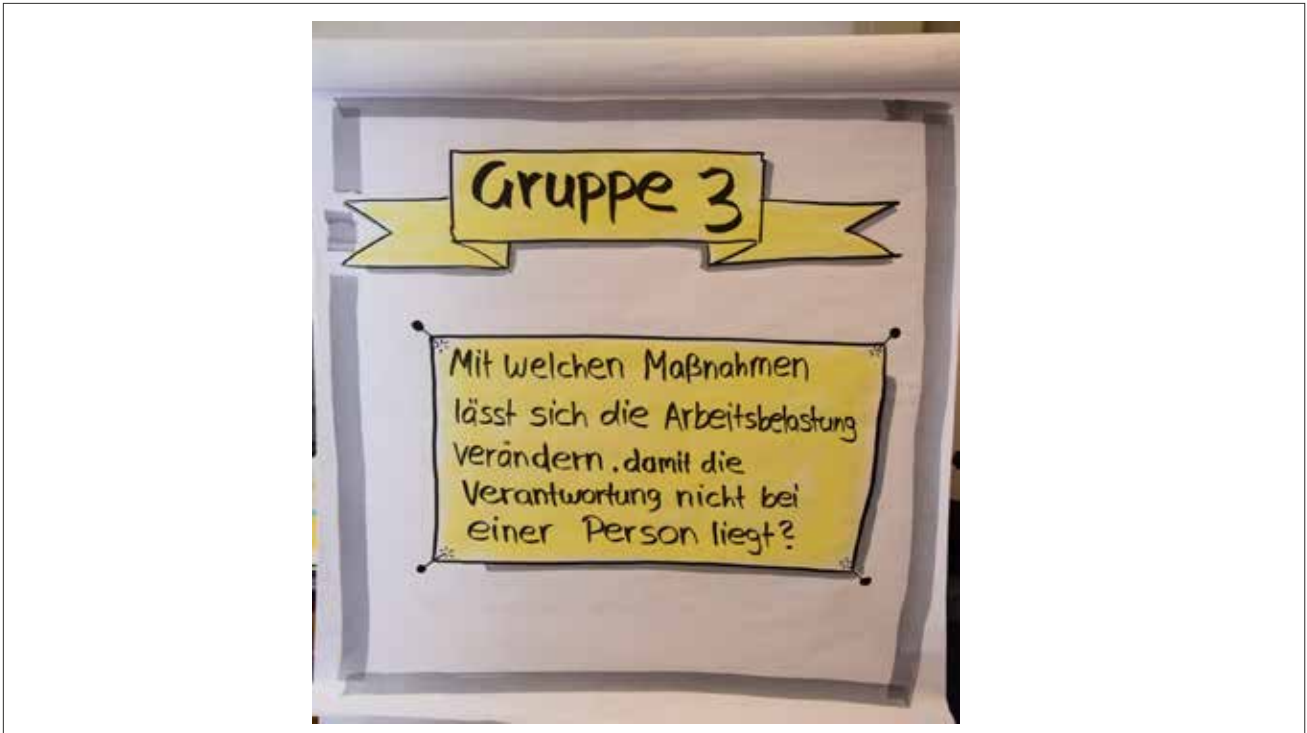 Gruppe 3
Mit welchen Maßnahmen
lässt sich die Arbeitsbelastung
verändern. damit die
Verantwortung nicht bei
einer Person liegt?